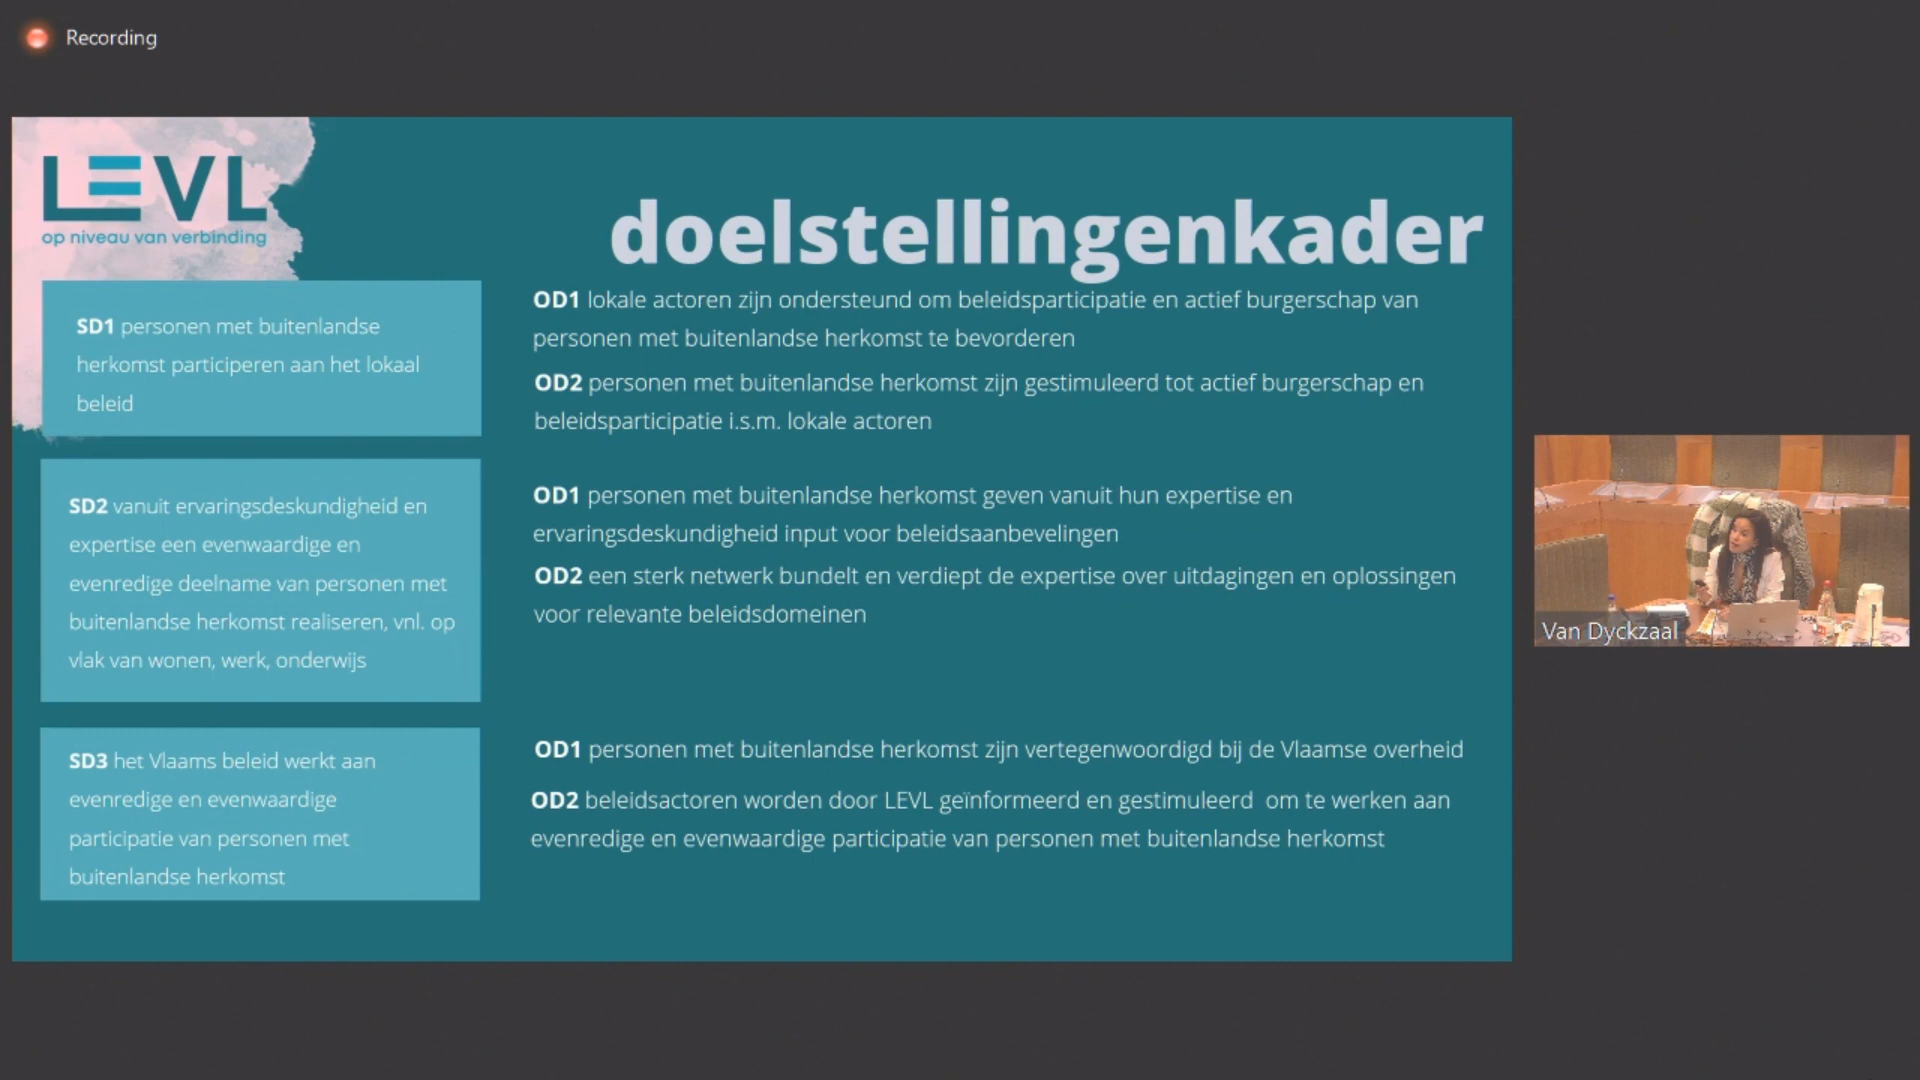 Recording
LEVL
op niveau van verbinding
doelstellingenkader
SD1 personen met buitenlandse
herkomst participeren aan het lokaal
beleid
OD1 lokale actoren zijn ondersteund om beleidsparticipatie en actief burgerschap van
personen met buitenlandse herkomst te bevorderen
OD2 personen met buitenlandse herkomst zijn gestimuleerd tot actief burgerschap en
beleidsparticipatie i.s.m. lokale actoren
SD2 vanuit ervaringsdeskundigheid en
expertise een evenwaardige en
evenredige deelname van personen met
buitenlandse herkomst realiseren, vnl. op
vlak van wonen, werk, onderwijs
OD1 personen met buitenlandse herkomst geven vanuit hun expertise en
ervaringsdeskundigheid input voor beleidsaanbevelingen
OD2 een sterk netwerk bundelt en verdiept de expertise over uitdagingen en oplossingen
voor relevante beleidsdomeinen
SD3 het Vlaams beleid werkt aan
evenredige en evenwaardige
participatie van personen met
buitenlandse herkomst
OD1 personen met buitenlandse herkomst zijn vertegenwoordigd bij de Vlaamse overheid
OD2 beleidsactoren worden door LEVL geïnformeerd en gestimuleerd om te werken aan
evenredige en evenwaardige participatie van personen met buitenlandse herkomst
Van Dyckzaal